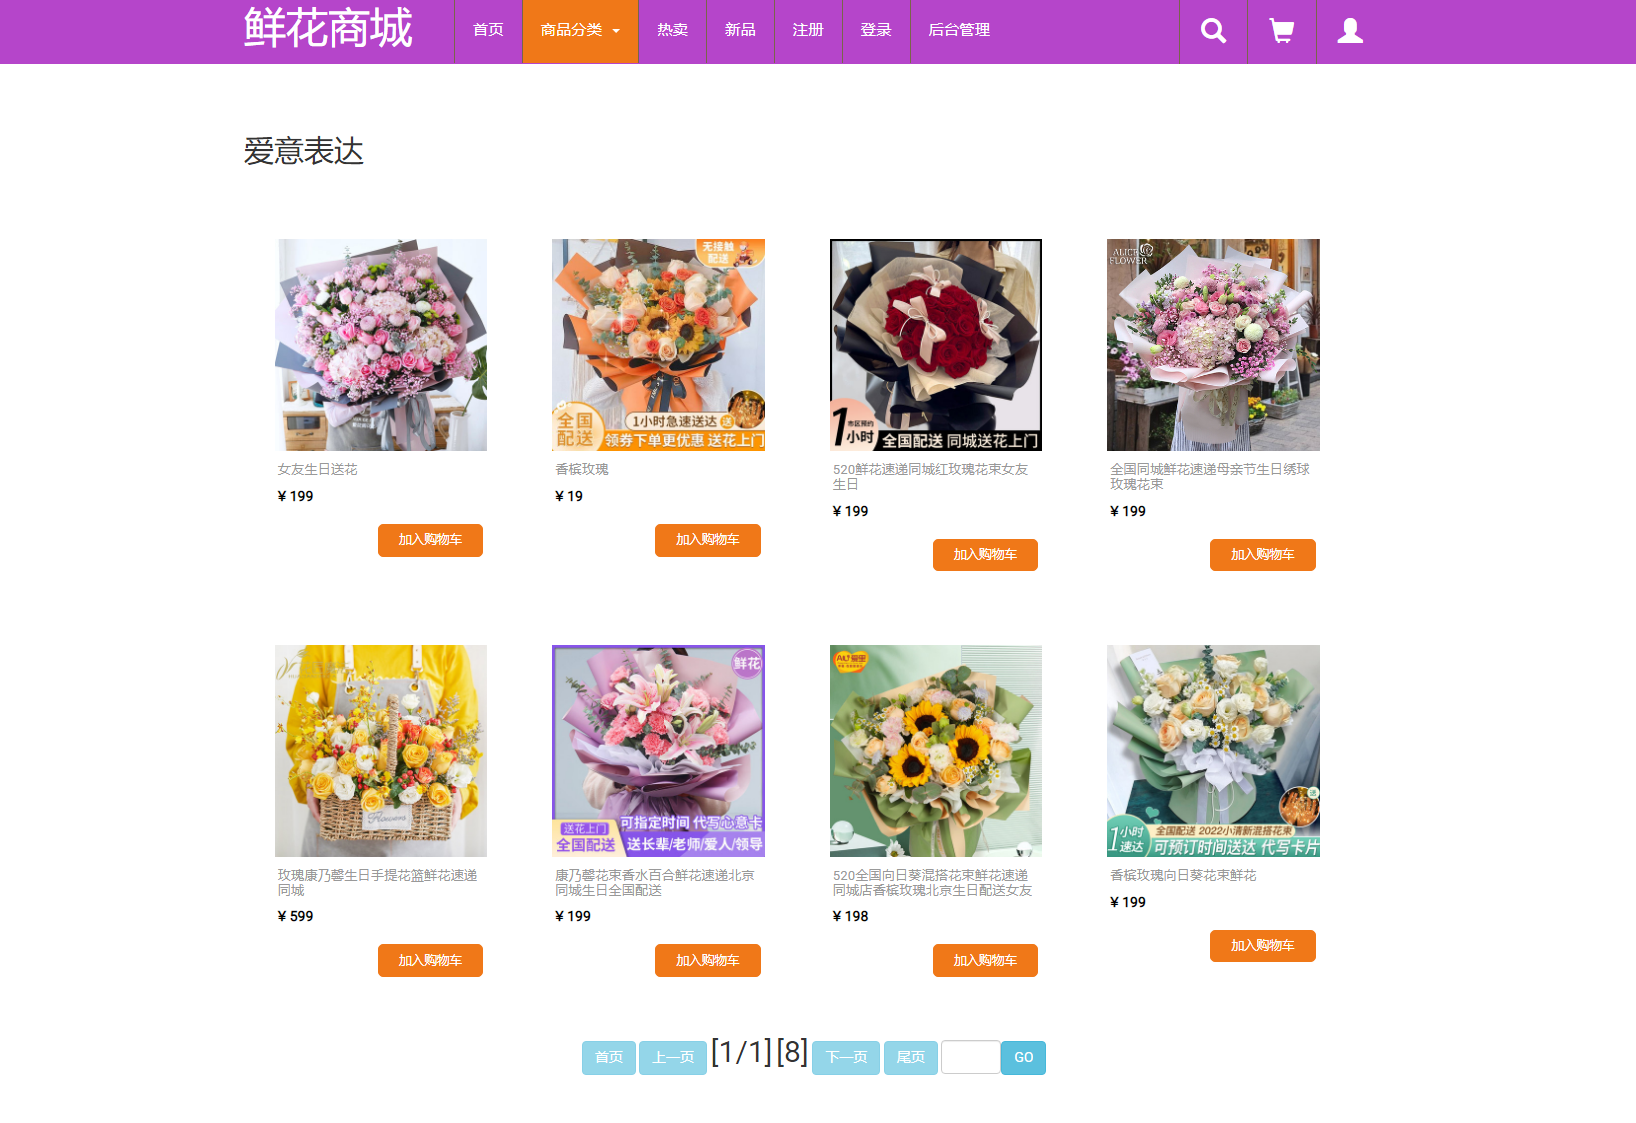 鲜花商城
首页
商品分类
热卖
新品
注册
登录
后台管理
爱意表达
无接触
配送
全国
配送
1小时急速送达
送
领券下单更优惠 送花上门
1小时
市区预约
全国配送 同城送花上门
ALICE
FLOWER
女友生日送花
¥ 199
加入购物车
香槟玫瑰
¥ 19
加入购物车
520鲜花速递同城红玫瑰花束女友
生日
¥ 199
加入购物车
全国同城鲜花速递母亲节生日绣球
玫瑰花束
¥ 199
加入购物车
Flowers
鲜花
可指定时间 代写心意卡
送花上门
全国配送
送长辈/老师/爱人/领导
送
1小时
速达
全国配送 2022小清新混搭花束
可预订时间送达 代写卡片
玫瑰康乃馨生日手提花篮鲜花速递
同城
¥ 599
加入购物车
康乃馨花束香水百合鲜花速递北京
同城生日全国配送
¥ 199
加入购物车
520全国向日葵混搭花束鲜花速递
同城店香槟玫瑰北京生日配送女友
¥ 198
加入购物车
香槟玫瑰向日葵花束鲜花
¥ 199
加入购物车
首页
上一页
[1/1]
[8]
下一页
尾页
GO